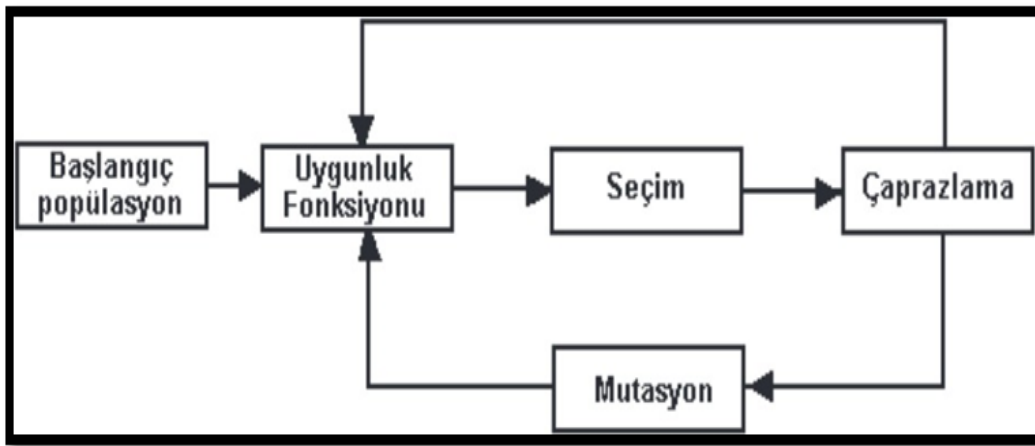 Başlangıç
popülasyon
Uygunluk
Fonksiyonu
Seçim
Çaprazlama
Mutasyon